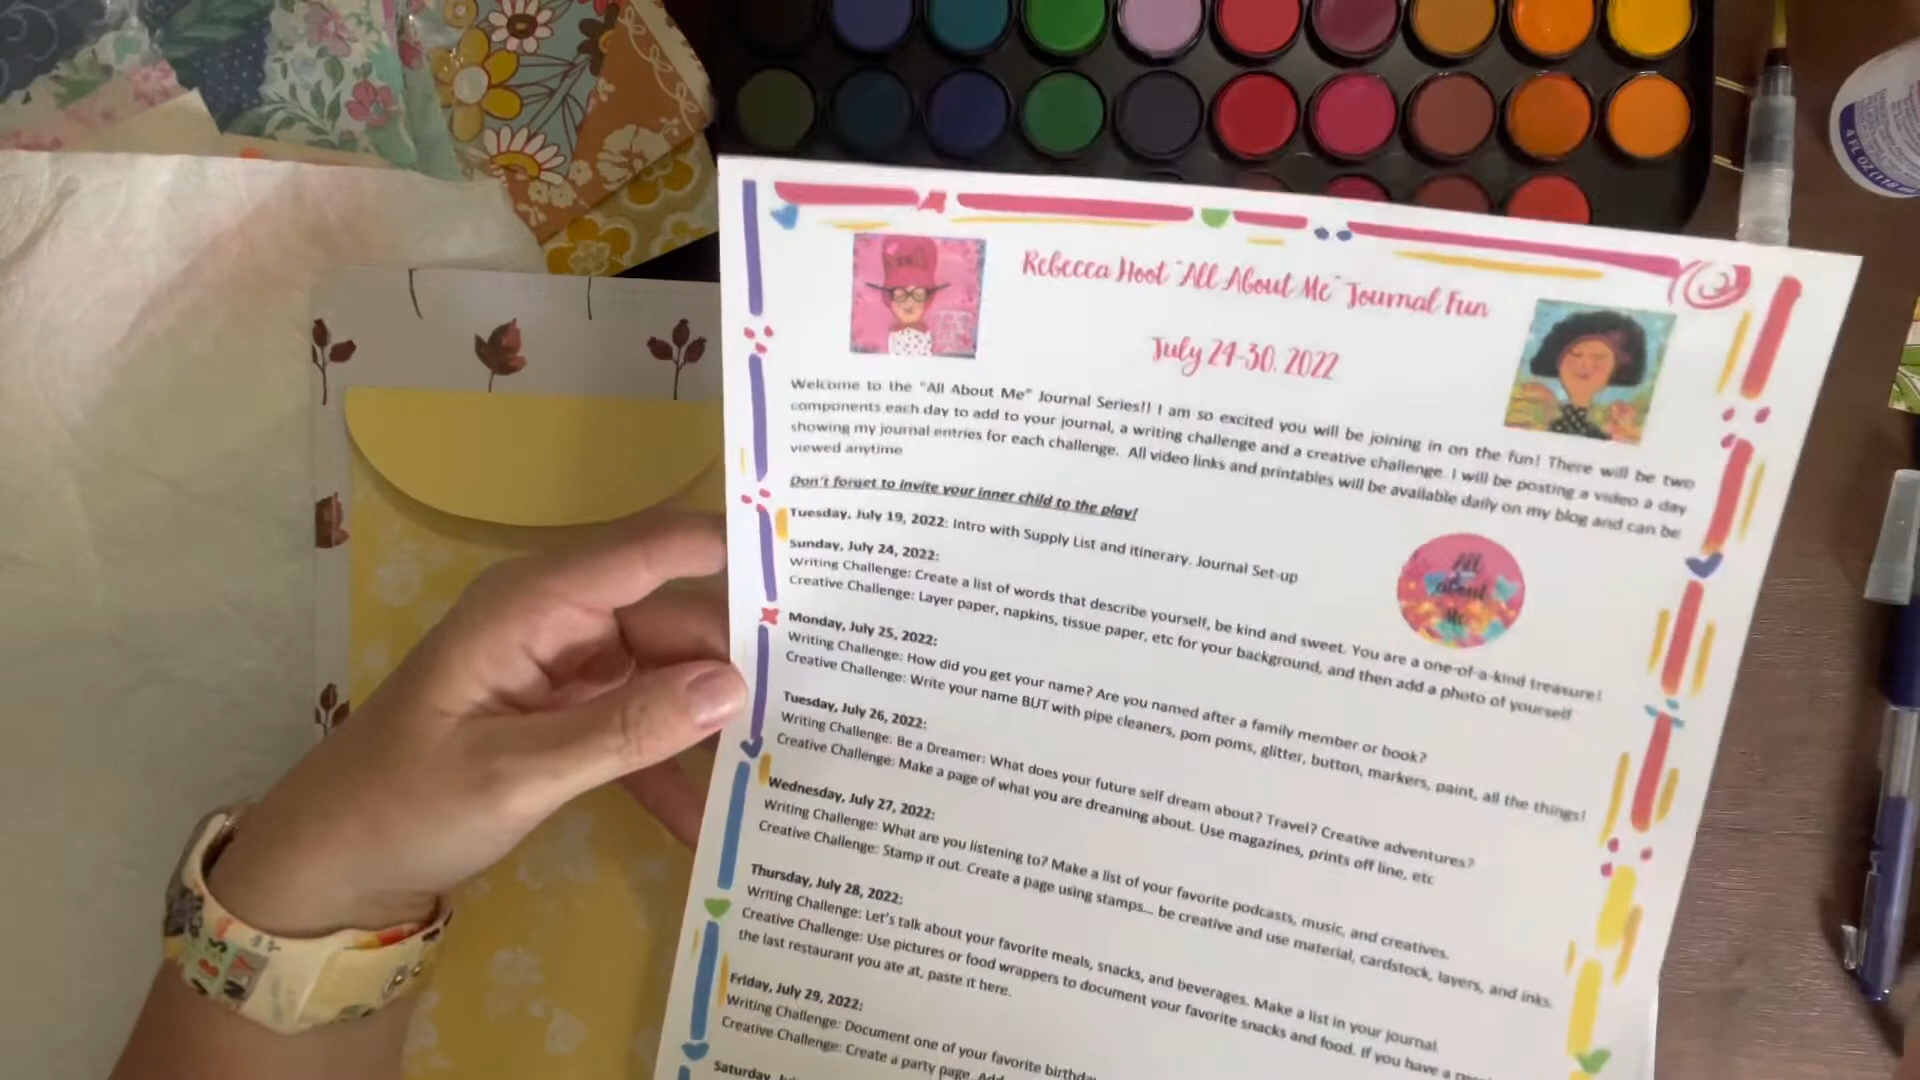 Rebecca Hoot "All About Me" Journal Fun
July 24-30, 2022
Welcome to the "All About Me" Journal Series!! I am so excited you will be joining in on the fun! There will be two
components each day to add to your journal, a writing challenge and a creative challenge. I will be posting a video a day
showing my journal entries for each challenge. All video links and printables will be available daily on my blog and can be
viewed anytime
Don't forget to invite your inner child to the play!
Tuesday, July 19, 2022: Intro with Supply List and itinerary. Journal Set-up
Sunday, July 24, 2022:
Writing Challenge: Create a list of words that describe yourself, be kind and sweet. You are a one-of-a-kind treasure!
Creative Challenge: Layer paper, napkins, tissue paper, etc for your background, and then add a photo of yourself
All
about
Me
Monday, July 25, 2022:
Writing Challenge: How did you get your name? Are you named after a family member or book?
Creative Challenge: Write your name BUT with pipe cleaners, pom poms, glitter, button, markers, paint, all the things!
Tuesday, July 26, 2022:
Writing Challenge: Be a Dreamer: What does your future self dream about? Travel? Creative adventures?
Creative Challenge: Make a page of what you are dreaming about. Use magazines, prints off line, etc
Wednesday, July 27, 2022:
Writing Challenge: What are you listening to? Make a list of your favorite podcasts, music, and creatives.
Creative Challenge: Stamp it out. Create a page using stamps... be creative and use material, cardstock, layers, and inks.
Thursday, July 28, 2022:
Writing Challenge: Let's talk about your favorite meals, snacks, and beverages. Make a list in your journal
Creative Challenge: Use pictures or food wrappers to document your favorite snacks and food. If you have a
the last restaurant you ate at, paste it here.
Friday, July 29, 2022:
Writing Challenge: Document one of your favorite
Creative Challenge: Create a party page.
Saturday,
4 FL OZ